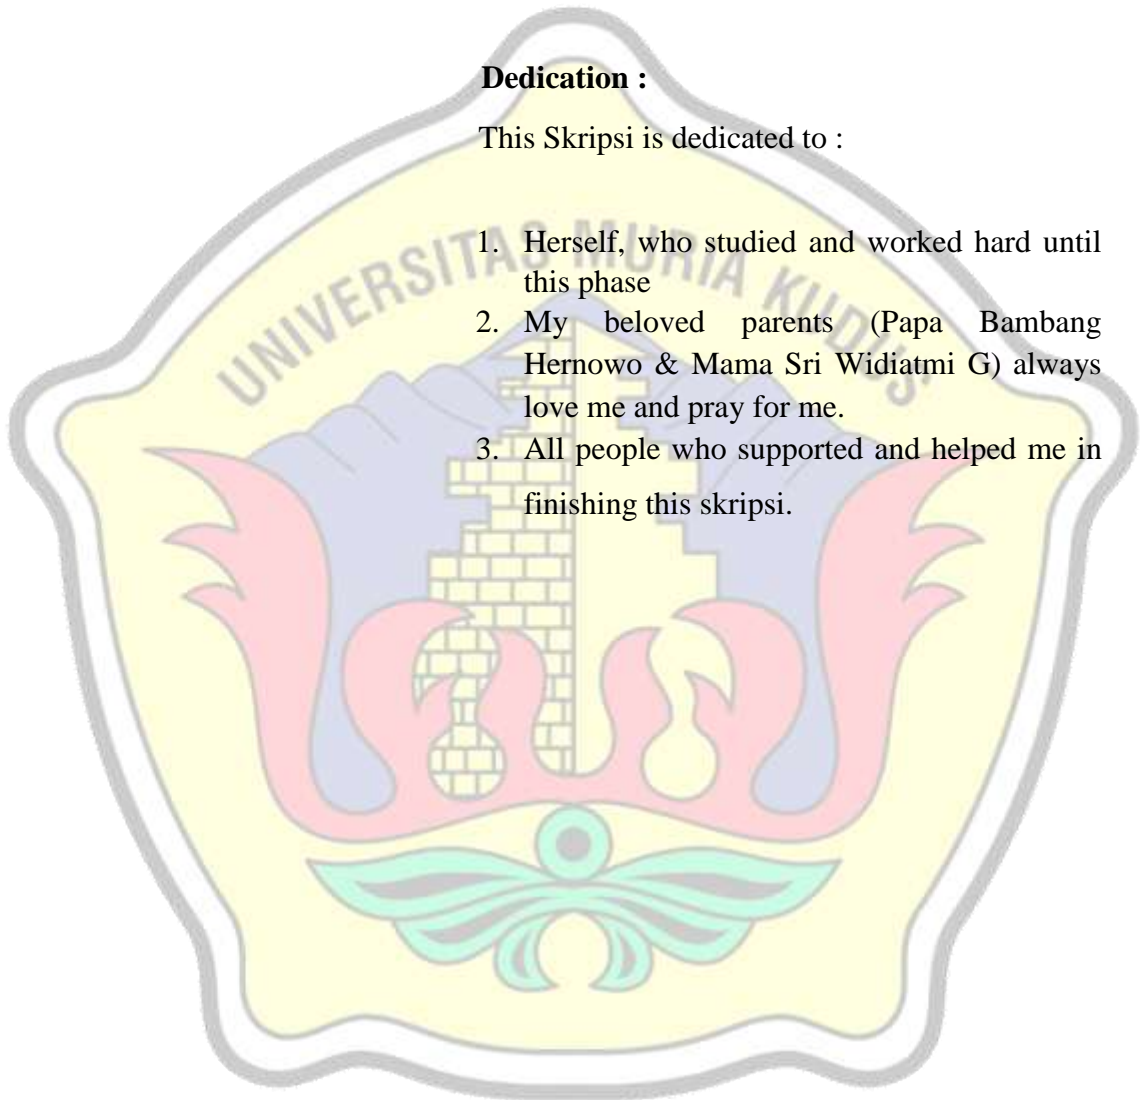 Dedication :
This Skripsi is dedicated to :
1. Herself, who studied and worked hard until
this phase
2. My beloved parents (Papa Bambang
Hernowo & Mama Sri Widiatmi G) always
love me and pray for me.
3. All people who supported and helped me in
finishing this skripsi.
UNIVERSITAS MURIA KUDUS